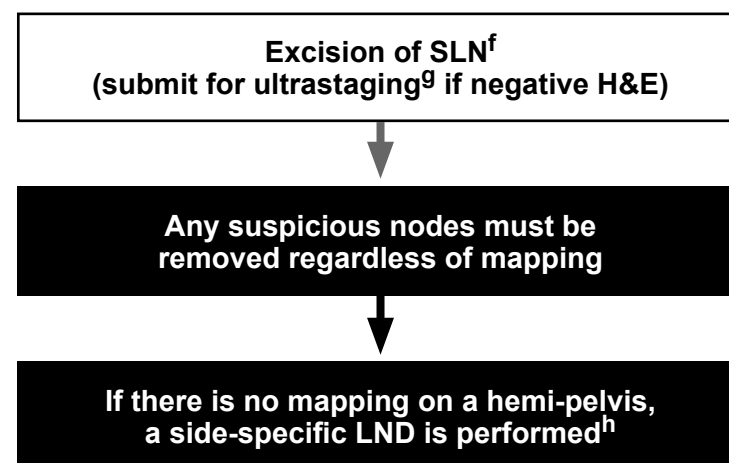 Excision of SLNᶠ
(submit for ultrastagingᵍ if negative H&E)
Any suspicious nodes must be
removed regardless of mapping
If there is no mapping on a hemi-pelvis,
a side-specific LND is performedʰ